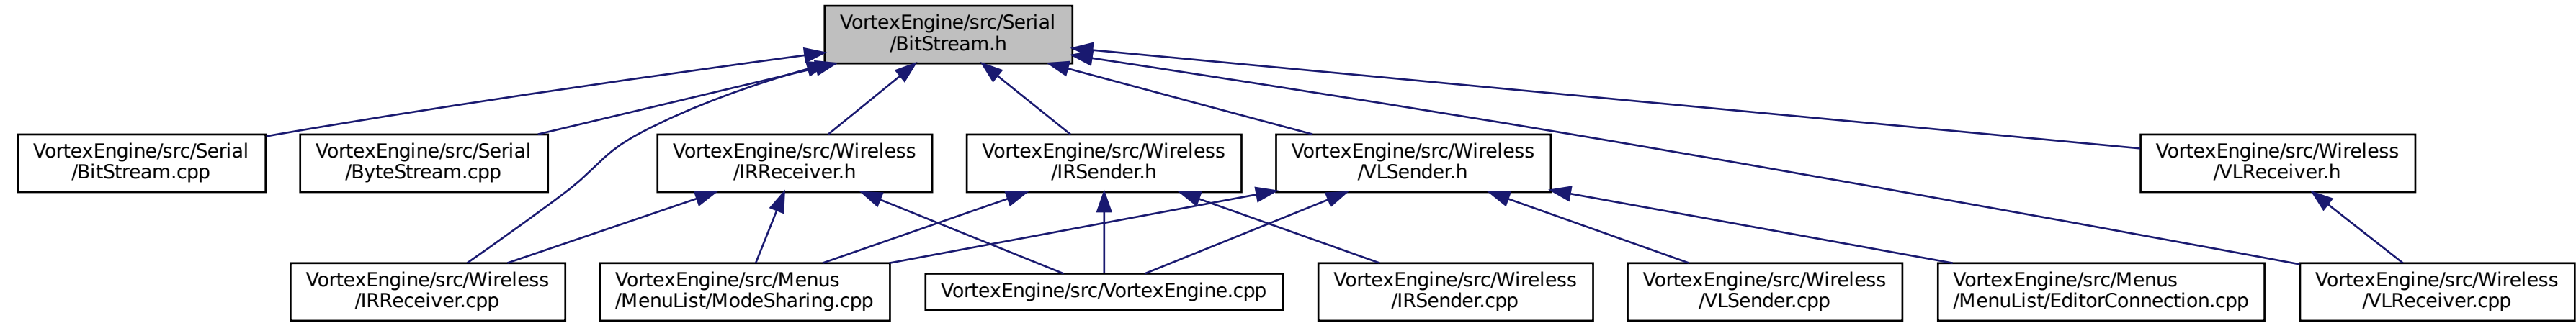 VortexEngine/src/Serial
/BitStream.h
VortexEngine/src/Serial
/BitStream.cpp
VortexEngine/src/Serial
/ByteStream.cpp
VortexEngine/src/Wireless
/IRReceiver.h
VortexEngine/src/Wireless
/IRSender.h
VortexEngine/src/Wireless
/VLSender.h
VortexEngine/src/Wireless
/VLReceiver.h
VortexEngine/src/Wireless
/IRReceiver.cpp
VortexEngine/src/Menus
/MenuList/ModeSharing.cpp
VortexEngine/src/VortexEngine.cpp
VortexEngine/src/Wireless
/IRSender.cpp
VortexEngine/src/Wireless
/VLSender.cpp
VortexEngine/src/Menus
/MenuList/EditorConnection.cpp
VortexEngine/src/Wireless
/VLReceiver.cpp